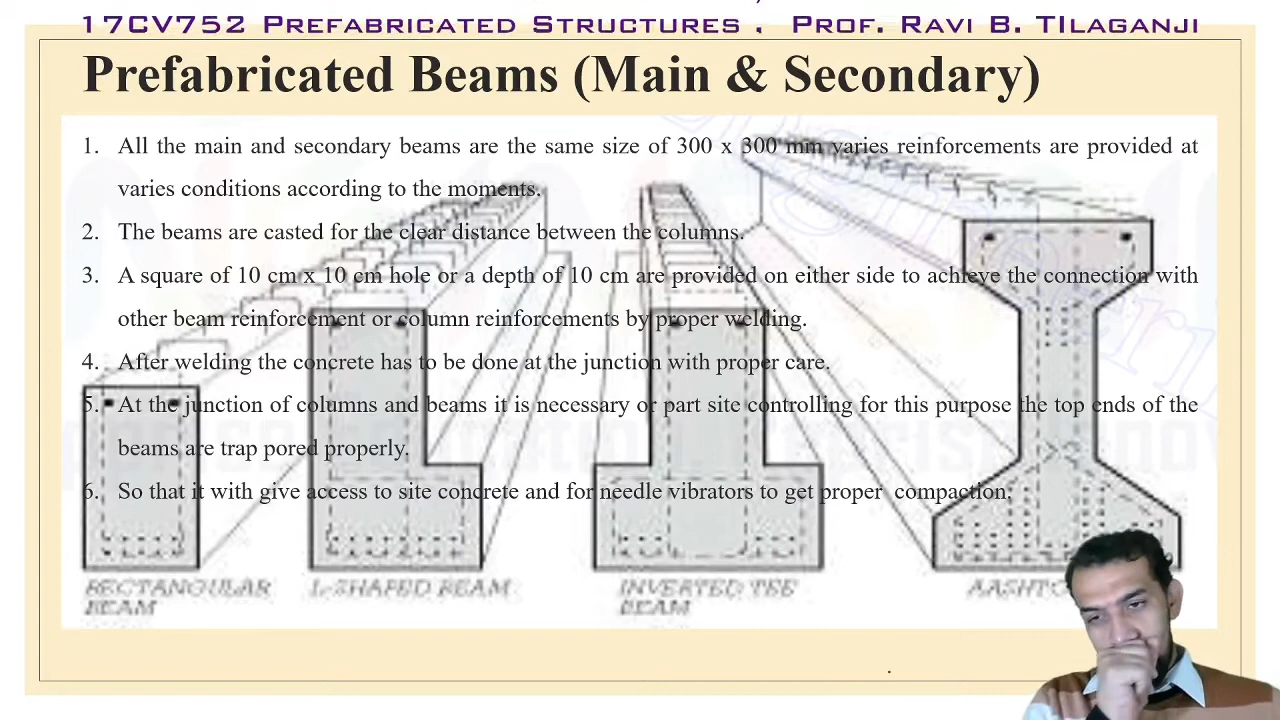 17CV752 Prefabricated Structures , Prof. Ravi B. TIlaganji
Prefabricated Beams (Main & Secondary)
1. All the main and secondary beams are the same size of 300 x 300 mm varies reinforcements are provided at
varies conditions according to the moments.
2. The beams are casted for the clear distance between the columns.
3. A square of 10 cm x 10 cm hole or a depth of 10 cm are provided on either side to achieve the connection with
other beam reinforcement or column reinforcements by proper welding.
4. After welding the concrete has to be done at the junction with proper care.
5. At the junction of columns and beams it is necessary or part site controlling for this purpose the top ends of the
beams are trap pored properly.
6. So that it with give access to site concrete and for needle vibrators to get proper compaction;
RECTANGULAR
BEAM
L-SHAPED BEAM
INVERTED TEE
BEAM
AASHTO